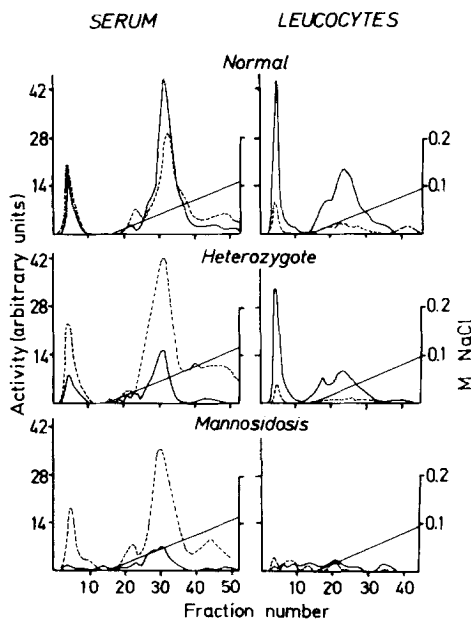 SERUM LEUCOCYTES
Normal
42
28
14
0.2
0.1
Heterozygote
42
28
14
0.2
0.1
Mannosidosis
42
28
14
0.2
0.1
10 20 30 40 50 10 20 30 40
Fraction number
Activity (arbitrary units)
M NaCl